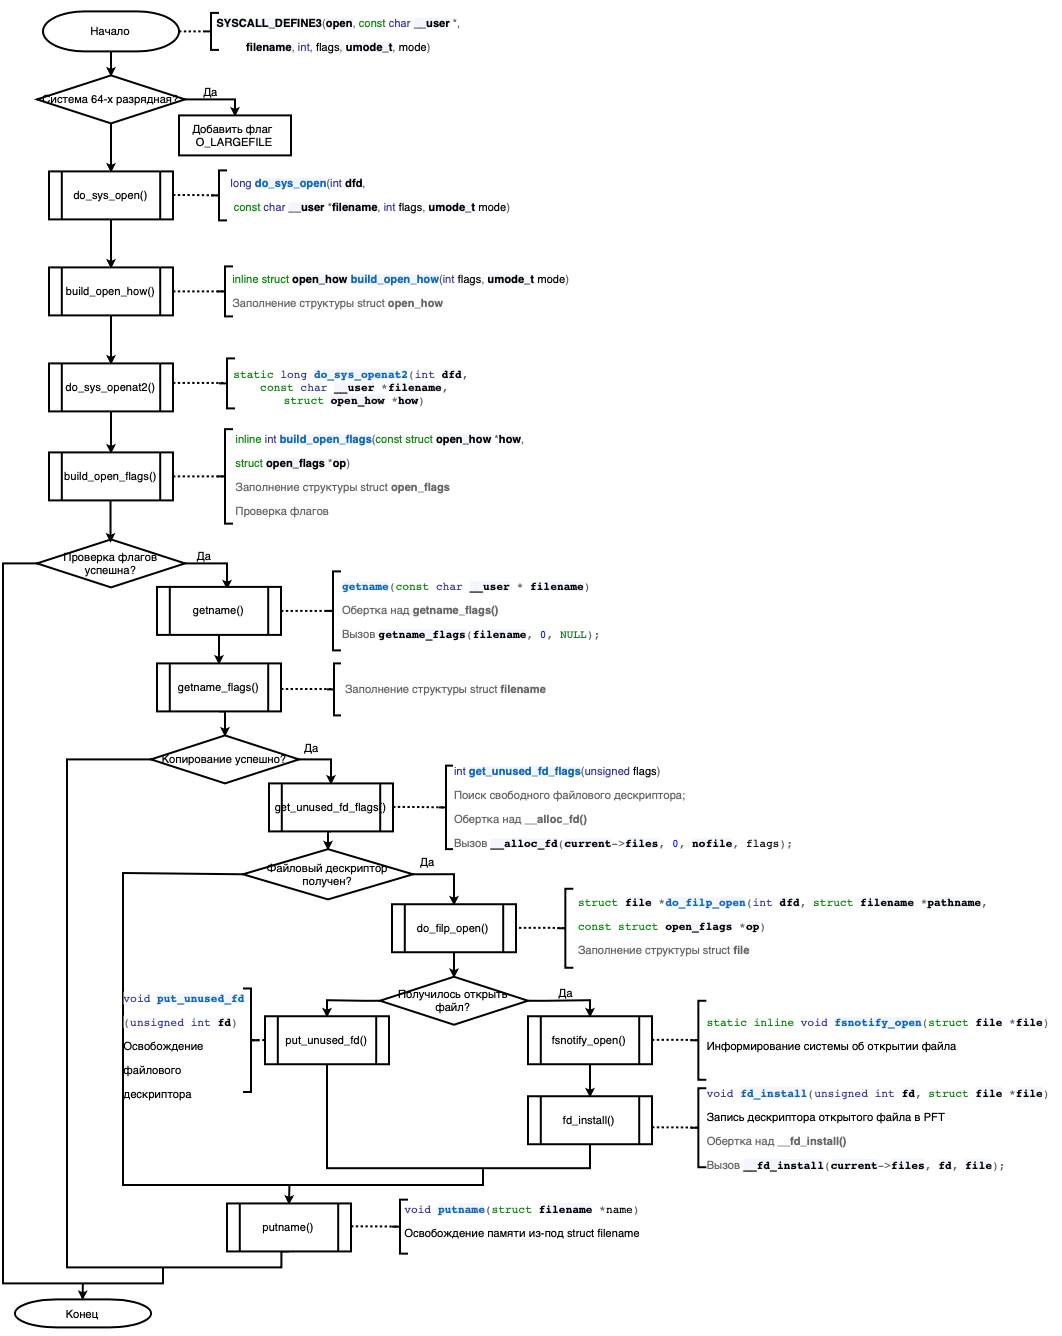 Начало
SYSCALL_DEFINE3(open, const char __user *,
filename, int, flags, umode_t, mode)
Система 64-х разрядная?
Да
Добавить флаг
O_LARGEFILE
do_sys_open()
long do_sys_open(int dfd,
const char __user *filename, int flags, umode_t mode)
build_open_how()
inline struct open_how build_open_how(int flags, umode_t mode)
Заполнение структуры struct open_how
do_sys_openat2()
static long do_sys_openat2(int dfd,
const char __user *filename,
struct open_how *how)
build_open_flags()
inline int build_open_flags(const struct open_how *how,
struct open_flags *op)
Заполнение структуры struct open_flags
Проверка флагов
Проверка флагов
успешна?
Да
getname()
getname(const char __user * filename)
Обертка над getname_flags()
Вызов getname_flags(filename, 0, NULL);
getname_flags()
Заполнение структуры struct filename
Копирование успешно?
Да
get_unused_fd_flags()
int get_unused_fd_flags(unsigned flags)
Поиск свободного файлового дескриптора;
Обертка над __alloc_fd()
Вызов __alloc_fd(current->files, 0, nofile, flags);
Файловый дескриптор
получен?
Да
do_filp_open()
struct file *do_filp_open(int dfd, struct filename *pathname,
const struct open_flags *op)
Заполнение структуры struct file
Получилось открыть
файл?
Да
void put_unused_fd
(unsigned int fd)
Освобождение
файлового
дескриптора
put_unused_fd()
fsnotify_open()
static inline void fsnotify_open(struct file *file)
Информирование системы об открытии файла
fd_install()
void fd_install(unsigned int fd, struct file *file)
Запись дескриптора открытого файла в PFT
Обертка над __fd_install()
Вызов __fd_install(current->files, fd, file);
putname()
void putname(struct filename *name)
Освобождение памяти из-под struct filename
Конец